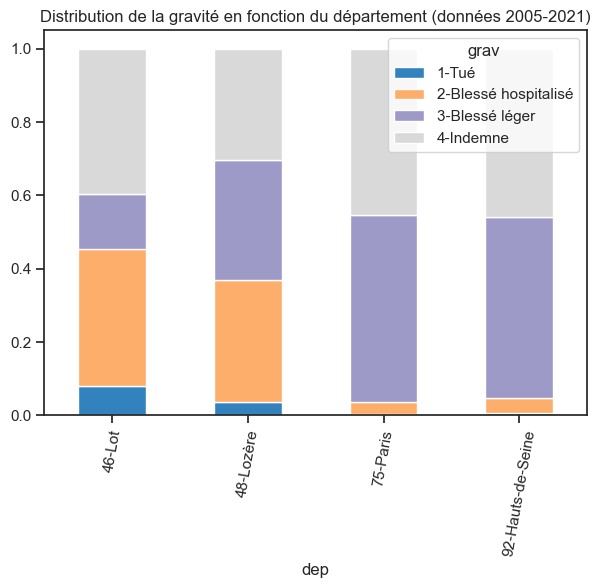 Distribution de la gravité en fonction du département (données 2005-2021)
grav
1-Tué
2-Blessé hospitalisé
3-Blessé léger
4-Indemne
1.0
0.8
0.6
0.4
0.2
0.0
46-Lot
48-Lozère
75-Paris
92-Hauts-de-Seine
dep